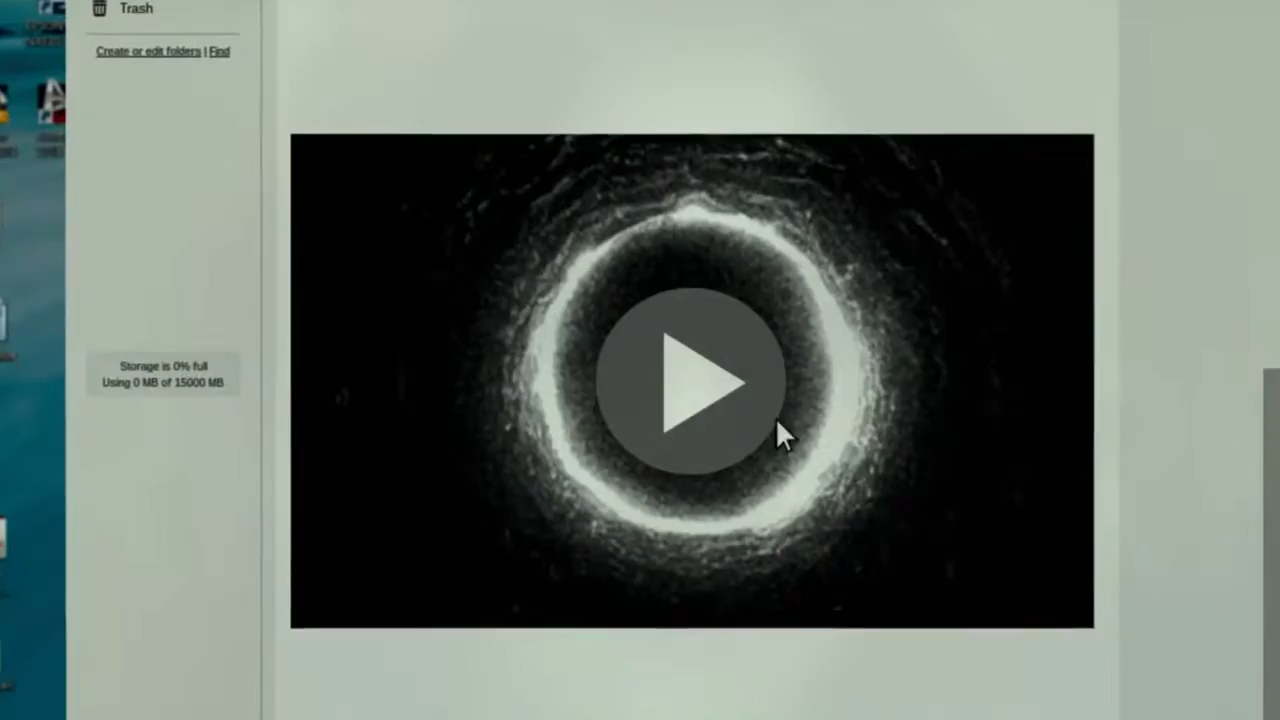 Trash
Create or edit folders | Find
Storage is 0% full
Using 0 MB of 15000 MB